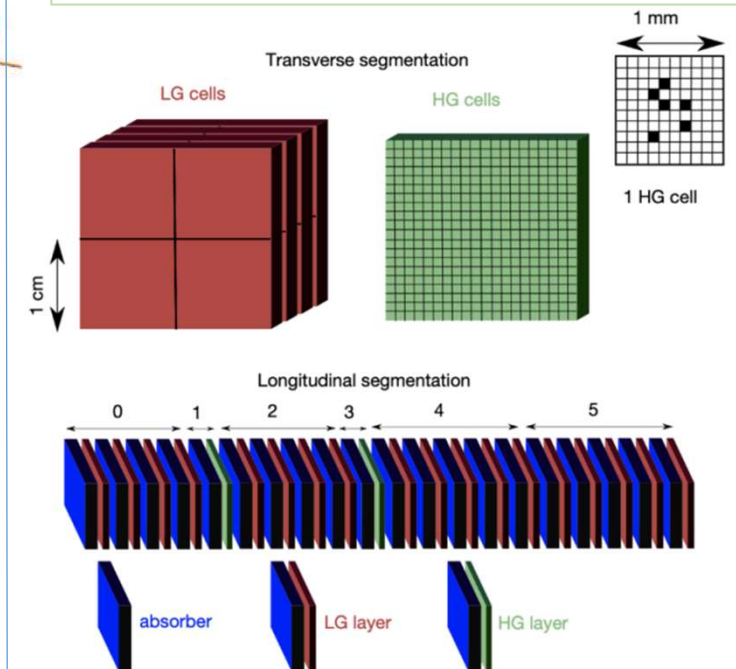 1 mm
Transverse segmentation
LG cells
HG cells
1 HG cell
1 cm
Longitudinal segmentation
0 1 2 3 4 5
absorber
LG layer
HG layer